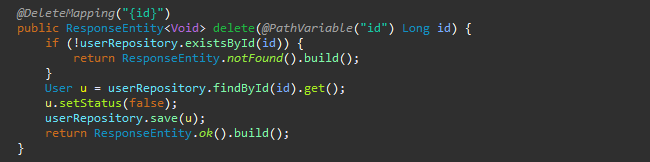 @DeleteMapping("{id}")
public ResponseEntity<Void> delete(@PathVariable("id") Long id) {
    if (!userRepository.existsById(id)) {
        return ResponseEntity.notFound().build();
    }
    User u = userRepository.findById(id).get();
    u.setStatus(false);
    userRepository.save(u);
    return ResponseEntity.ok().build();
}